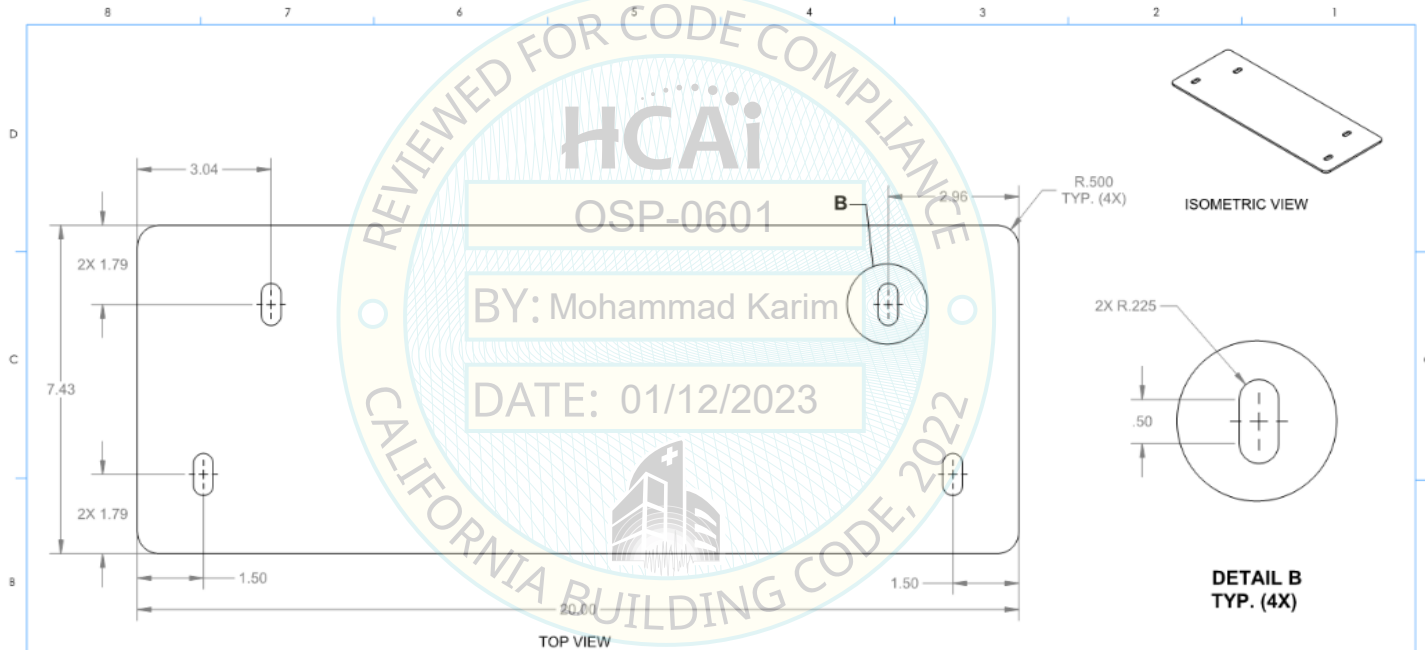 8 7 6 5 4 3 2 1
D
C
B
REVIEWED FOR CODE COMPLIANCE
HCAi
OSP-0601
BY: Mohammad Karim
DATE: 01/12/2023
CALIFORNIA BUILDING CODE, 2022
3.04
2.96
B
R.500
TYP. (4X)
2X 1.79
7.43
2X 1.79
1.50
1.50
20.00
TOP VIEW
ISOMETRIC VIEW
2X R.225
.50
DETAIL B
TYP. (4X)